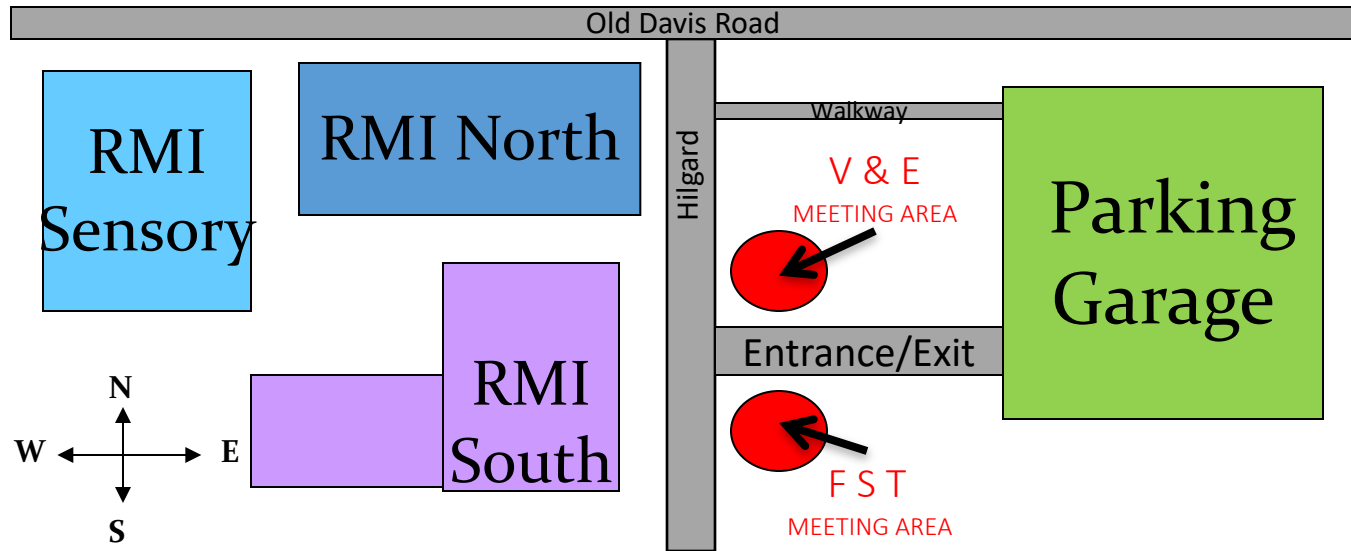 Old Davis Road
RMI
Sensory
RMI North
Hilgard
Walkway
V & E
MEETING AREA
Parking
Garage
Entrance/Exit
RMI
South
N
W
E
S
F S T
MEETING AREA